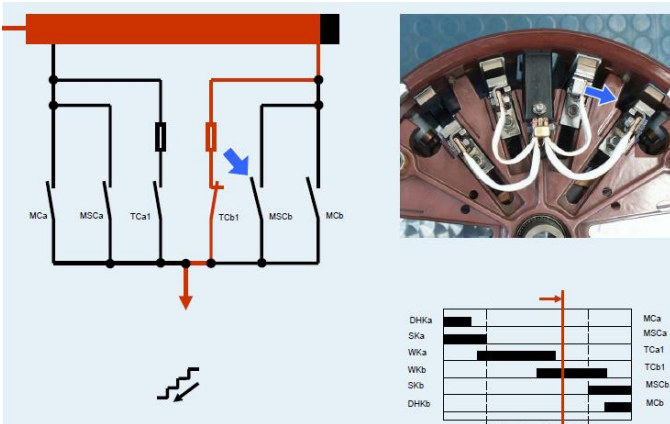 MCa
MSCa
TCa1
TCb1
MSCb
MCb
DHKa
MCa
SKa
MSCa
WKa
TCa1
WKb
TCb1
SKb
MSCb
DHKb
MCb